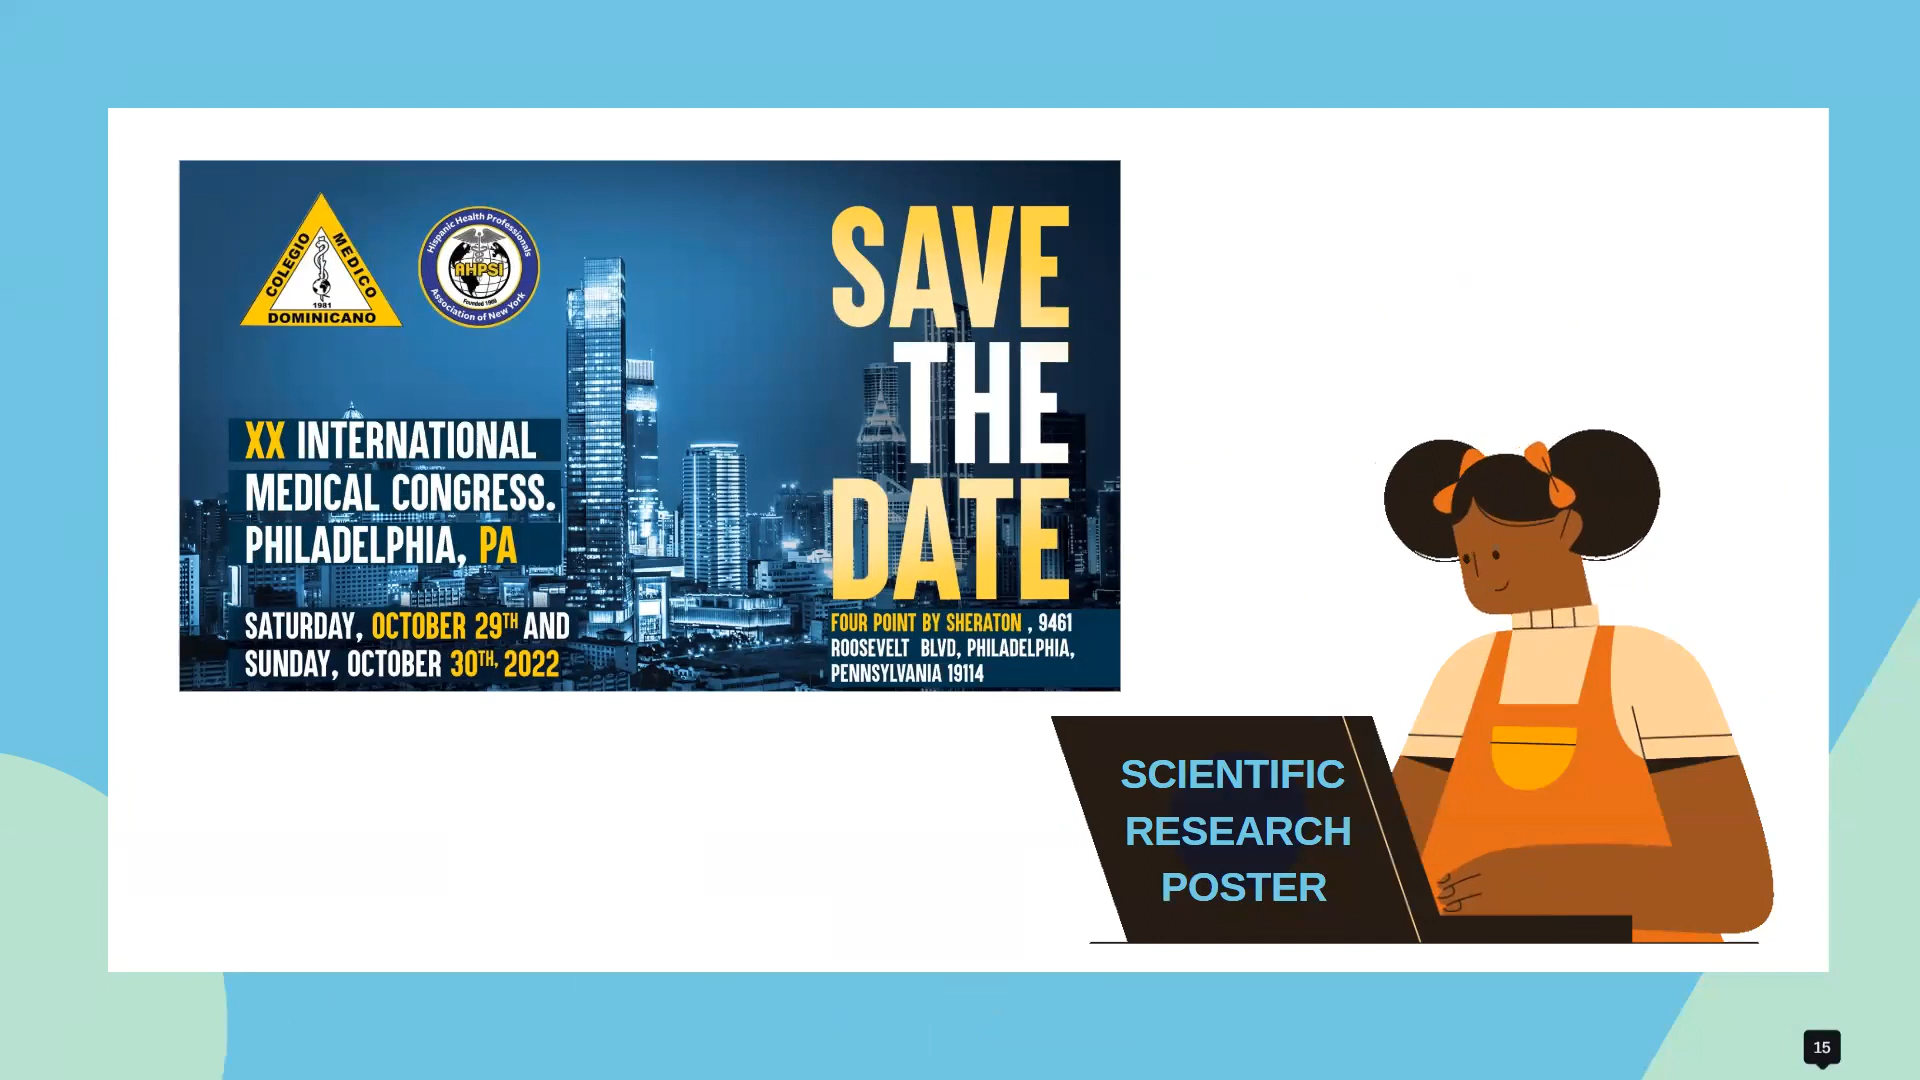 COLEGIO MEDICO
1981
DOMINICANO
Hispanic Health Professionals
AHPSI
Founded 1986
Association of New York
XX INTERNATIONAL
MEDICAL CONGRESS.
PHILADELPHIA, PA
SATURDAY, OCTOBER 29TH AND
SUNDAY, OCTOBER 30TH, 2022
SAVE
THE
DATE
FOUR POINT BY SHERATON , 9461
ROOSEVELT BLVD, PHILADELPHIA,
PENNSYLVANIA 19114
SCIENTIFIC
RESEARCH
POSTER
15